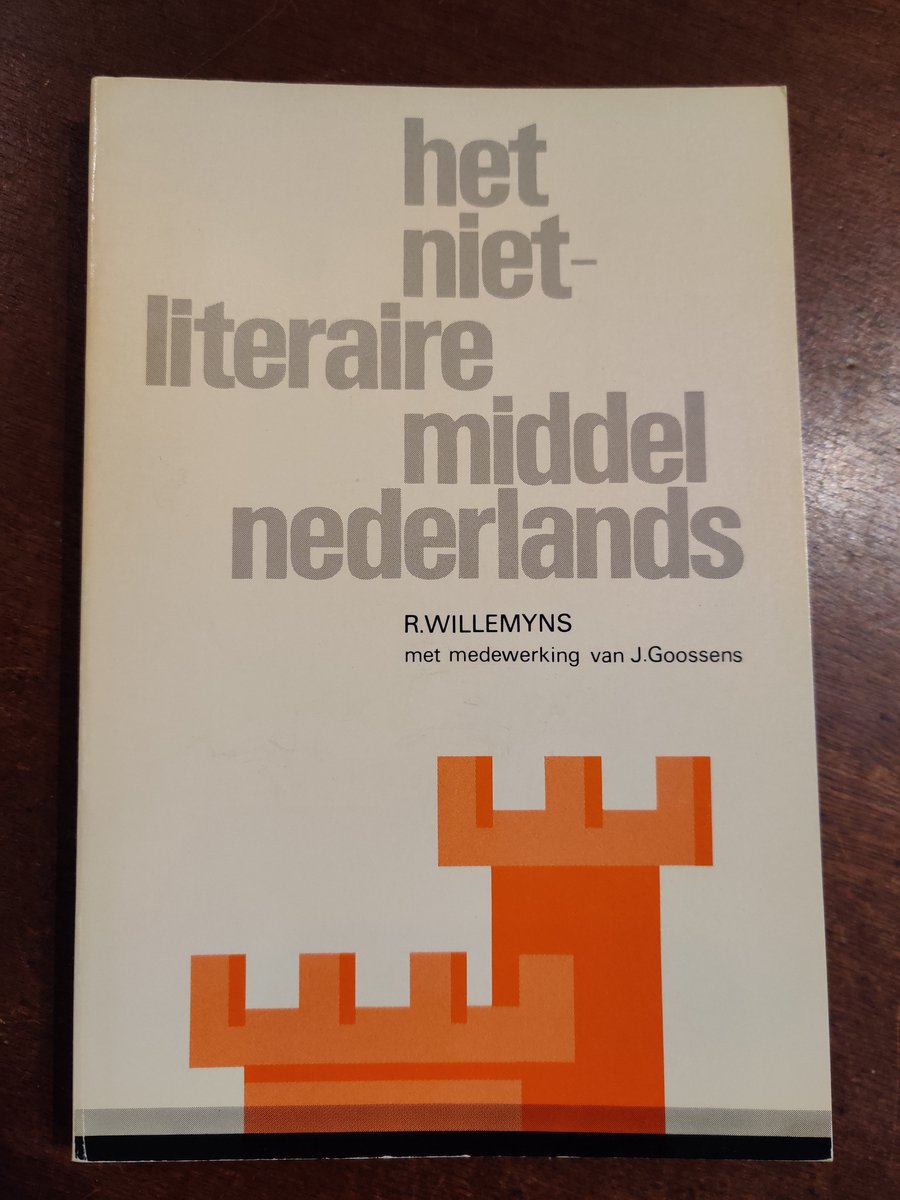 het
niet-
literaire
middel
nederlands
R.WILLEMYNS
met medewerking van J.Goossens